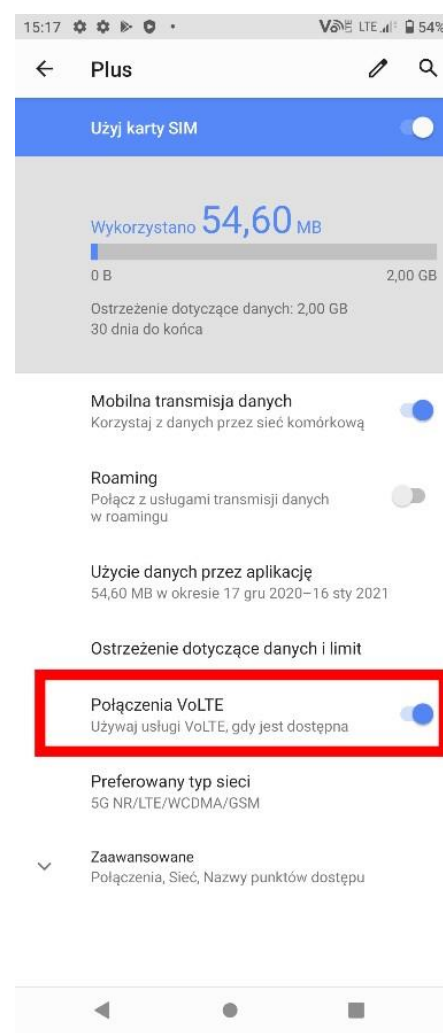 15:17 LTE 54%
Plus
Użyj karty SIM
Wykorzystano 54,60 MB
0 B 2,00 GB
Ostrzeżenie dotyczące danych: 2,00 GB
30 dnia do końca
Mobilna transmisja danych
Korzystaj z danych przez sieć komórkową
Roaming
Połącz z usługami transmisji danych
w roamingu
Użycie danych przez aplikację
54,60 MB w okresie 17 gru 2020–16 sty 2021
Ostrzeżenie dotyczące danych i limit
Połączenia VoLTE
Używaj usługi VoLTE, gdy jest dostępna
Preferowany typ sieci
5G NR/LTE/WCDMA/GSM
Zaawansowane
Połączenia, Sieć, Nazwy punktów dostępu